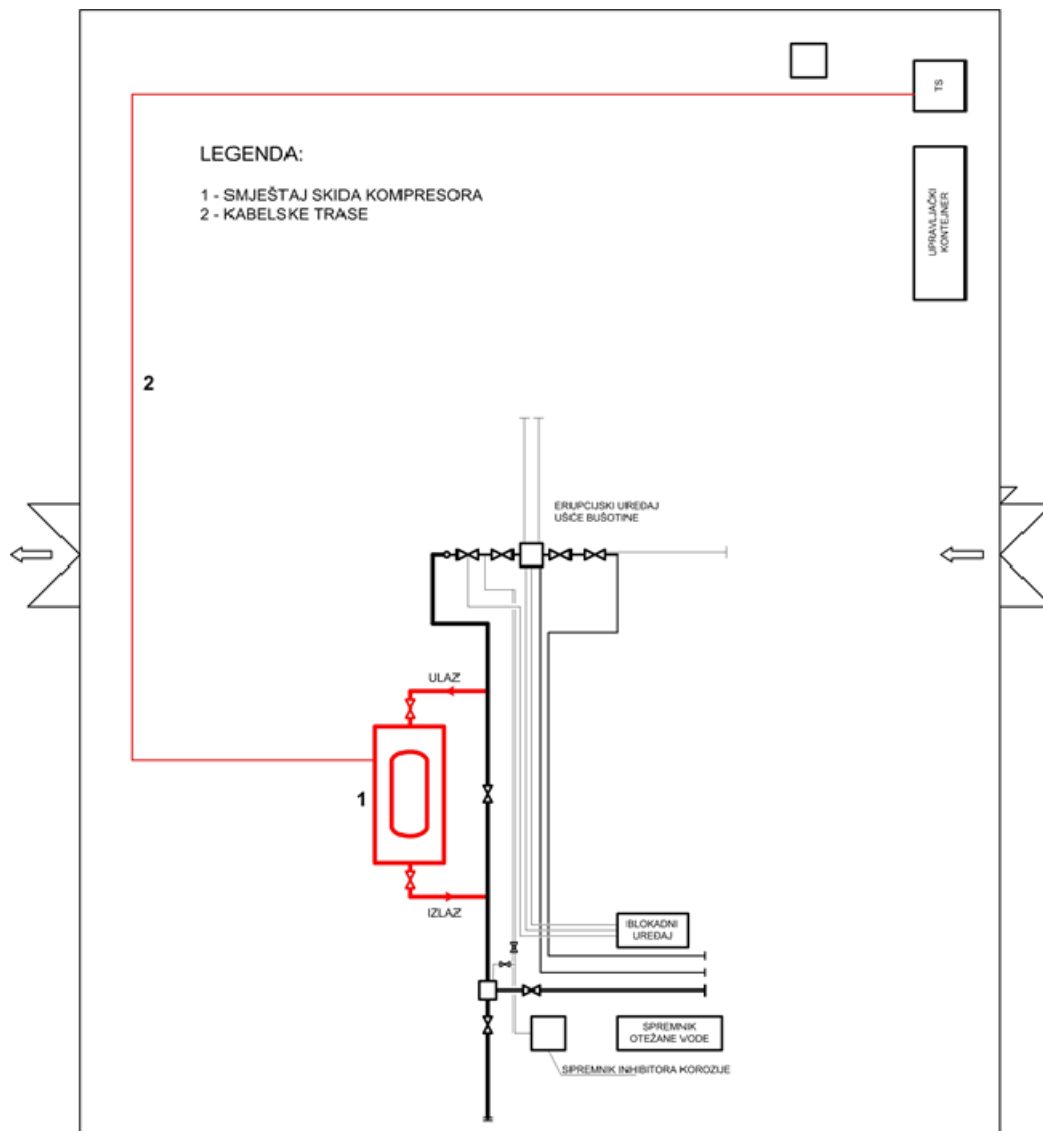 TS
LEGENDA:
1 - SMJEŠTAJ SKIDA KOMPRESORA
2 - KABELSKE TRASE
UPRAVLJAČKI
KONTEJNER
2
ERUPCIJSKI UREĐAJ
UŠĆE BUŠOTINE
ULAZ
1
IZLAZ
BLOKADNI
UREĐAJ
SPREMNIK
OTEŽANE VODE
SPREMNIK INHIBITORA KOROZIJE